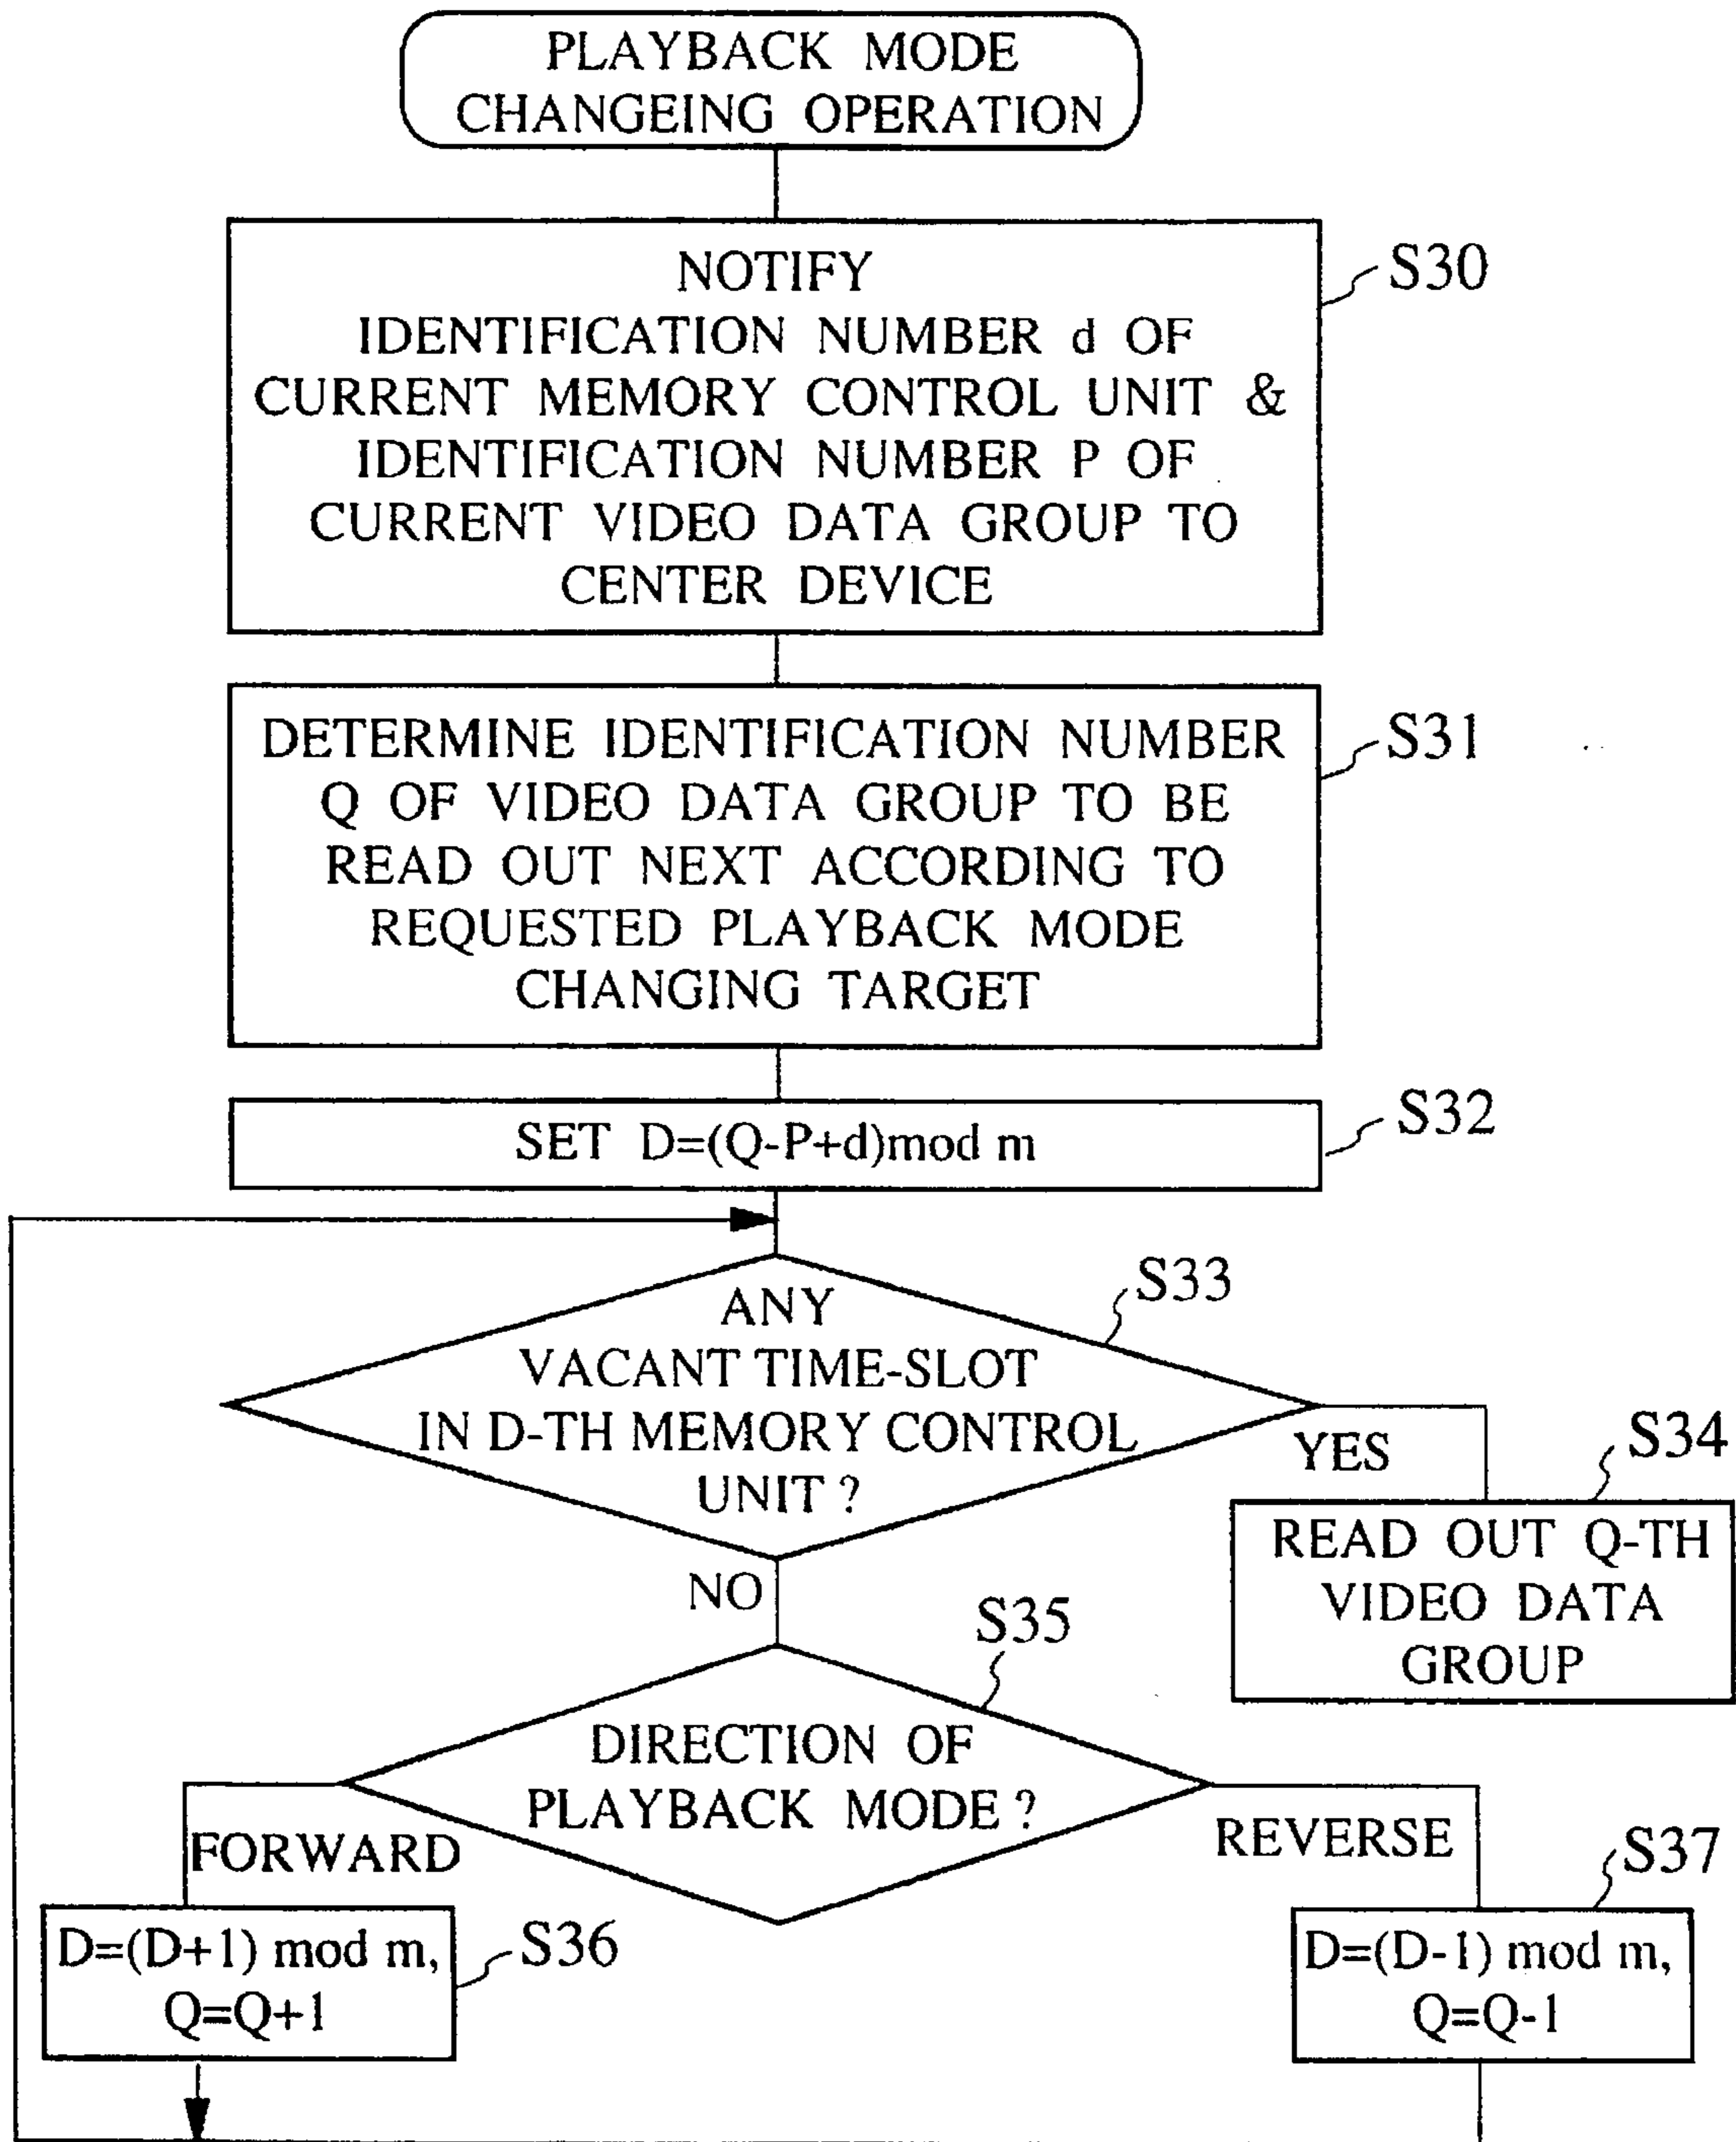 PLAYBACK MODE
CHANGEING OPERATION
NOTIFY
IDENTIFICATION NUMBER d OF
CURRENT MEMORY CONTROL UNIT &
IDENTIFICATION NUMBER P OF
CURRENT VIDEO DATA GROUP TO
CENTER DEVICE
S30
DETERMINE IDENTIFICATION NUMBER
Q OF VIDEO DATA GROUP TO BE
READ OUT NEXT ACCORDING TO
REQUESTED PLAYBACK MODE
CHANGING TARGET
S31
SET D=(Q-P+d)mod m
S32
ANY
VACANT TIME-SLOT
IN D-TH MEMORY CONTROL
UNIT ?
S33
YES
S34
READ OUT Q-TH
VIDEO DATA
GROUP
NO
S35
DIRECTION OF
PLAYBACK MODE ?
FORWARD
REVERSE
D=(D+1) mod m,
Q=Q+1
S36
S37
D=(D-1) mod m,
Q=Q-1